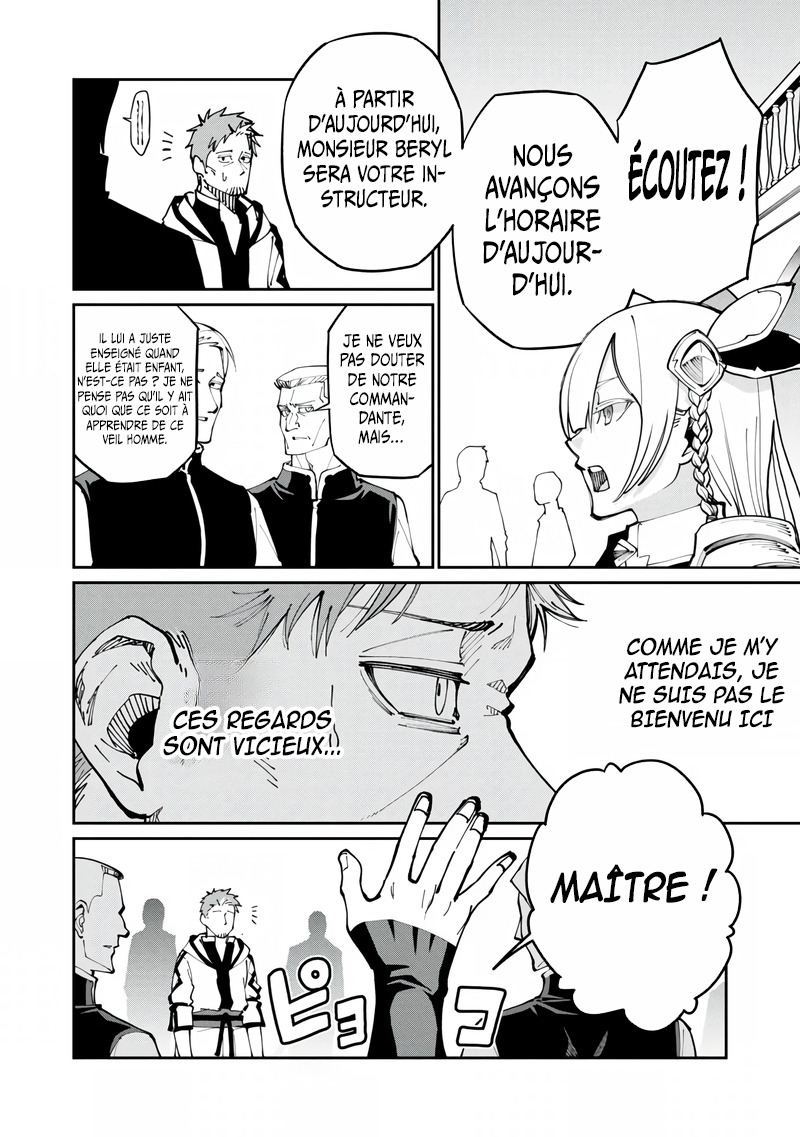 ÉCOUTEZ !
NOUS
AVANÇONS
L'HORAIRE
D'AUJOUR-
D'HUI.
À PARTIR
D'AUJOURD'HUI,
MONSIEUR BERYL
SERA VOTRE IN-
STRUCTEUR.
JE NE VEUX
PAS DOUTER
DE NOTRE
COMMAN-
DANTE,
MAIS...
IL LUI A JUSTE
ENSEIGNÉ QUAND
ELLE ÉTAIT ENFANT,
N'EST-CE PAS ? JE NE
PENSE PAS QU'IL Y AIT
QUOI QUE CE SOIT À
APPRENDRE DE CE
VEIL HOMME.
COMME JE M'Y
ATTENDAIS, JE
NE SUIS PAS LE
BIENVENU ICI
CES REGARDS
SONT VICIEUX...
MAÎTRE !
ピョコ